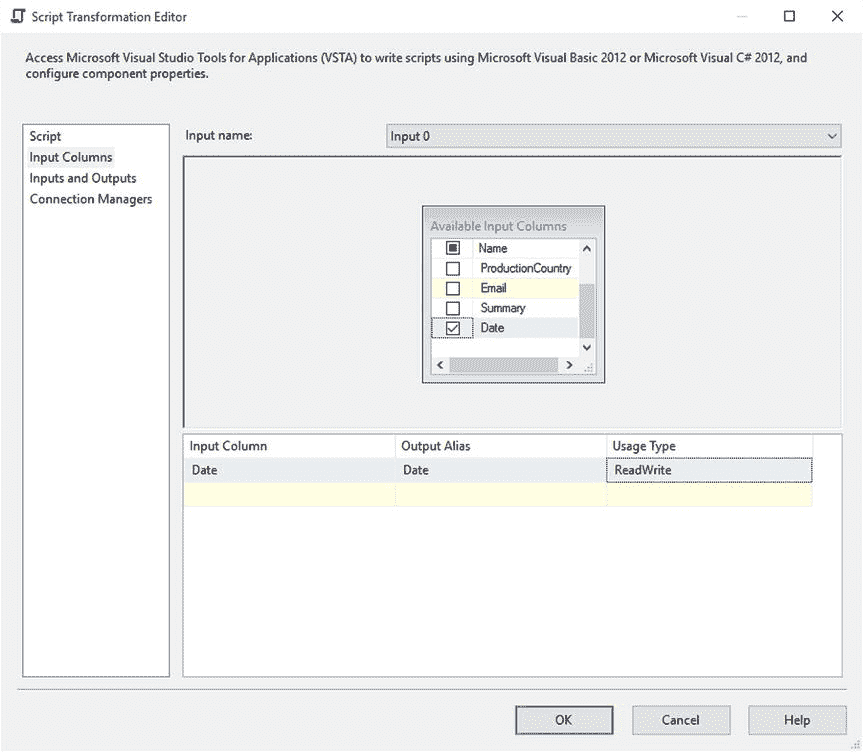 Script Transformation Editor
Access Microsoft Visual Studio Tools for Applications (VSTA) to write scripts using Microsoft Visual Basic 2012 or Microsoft Visual C# 2012, and
configure component properties.
Script
Input Columns
Inputs and Outputs
Connection Managers
Input name:
Input 0
Available Input Columns
Name
ProductionCountry
Email
Summary
Date
Input Column Output Alias Usage Type
Date Date ReadWrite
OK Cancel Help